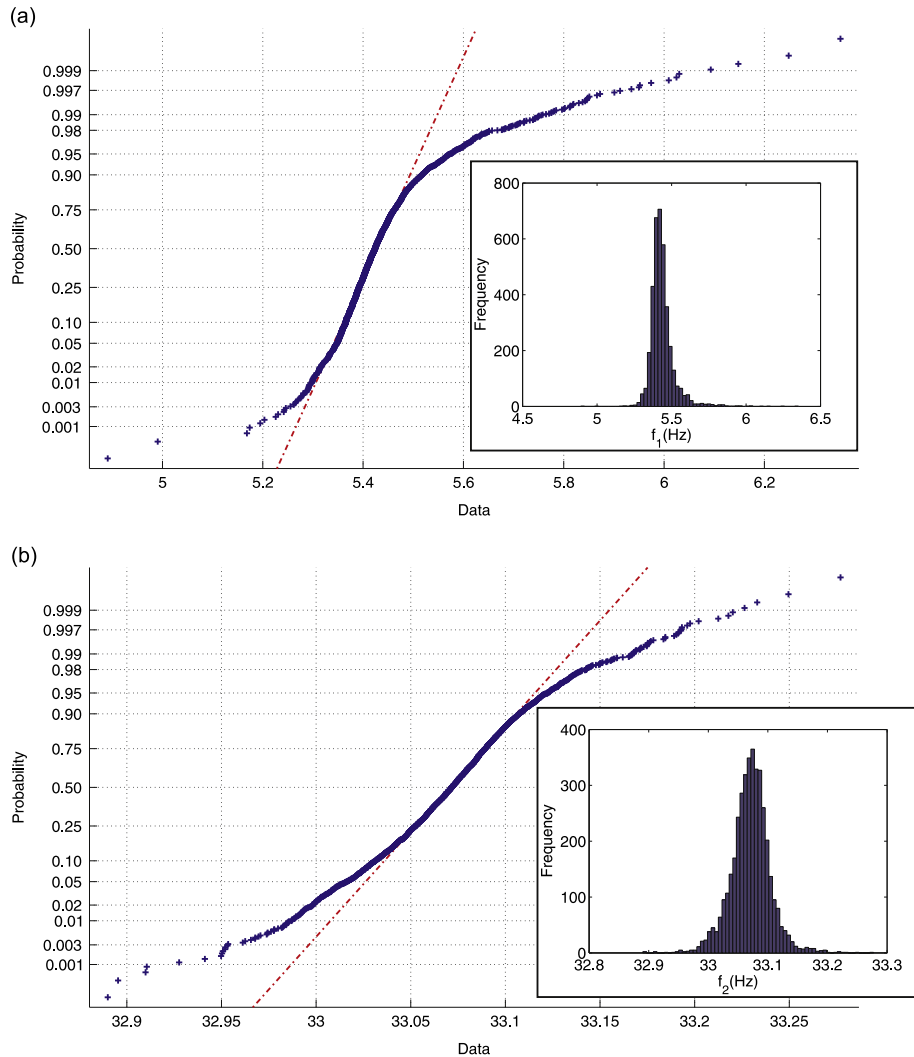 (a)
0.999
0.997
0.99
0.98
0.95
0.90
0.75
0.50
0.25
0.10
0.05
0.02
0.01
0.003
0.001
Probability
5 5.2 5.4 5.6 5.8 6 6.2
Data
800
600
400
200
0
Frequency
4.5 5 5.5 6 6.5
f1(Hz)
(b)
0.999
0.997
0.99
0.98
0.95
0.90
0.75
0.50
0.25
0.10
0.05
0.02
0.01
0.003
0.001
Probability
32.9 32.95 33 33.05 33.1 33.15 33.2 33.25
Data
400
300
200
100
0
Frequency
32.8 32.9 33 33.1 33.2 33.3
f2(Hz)